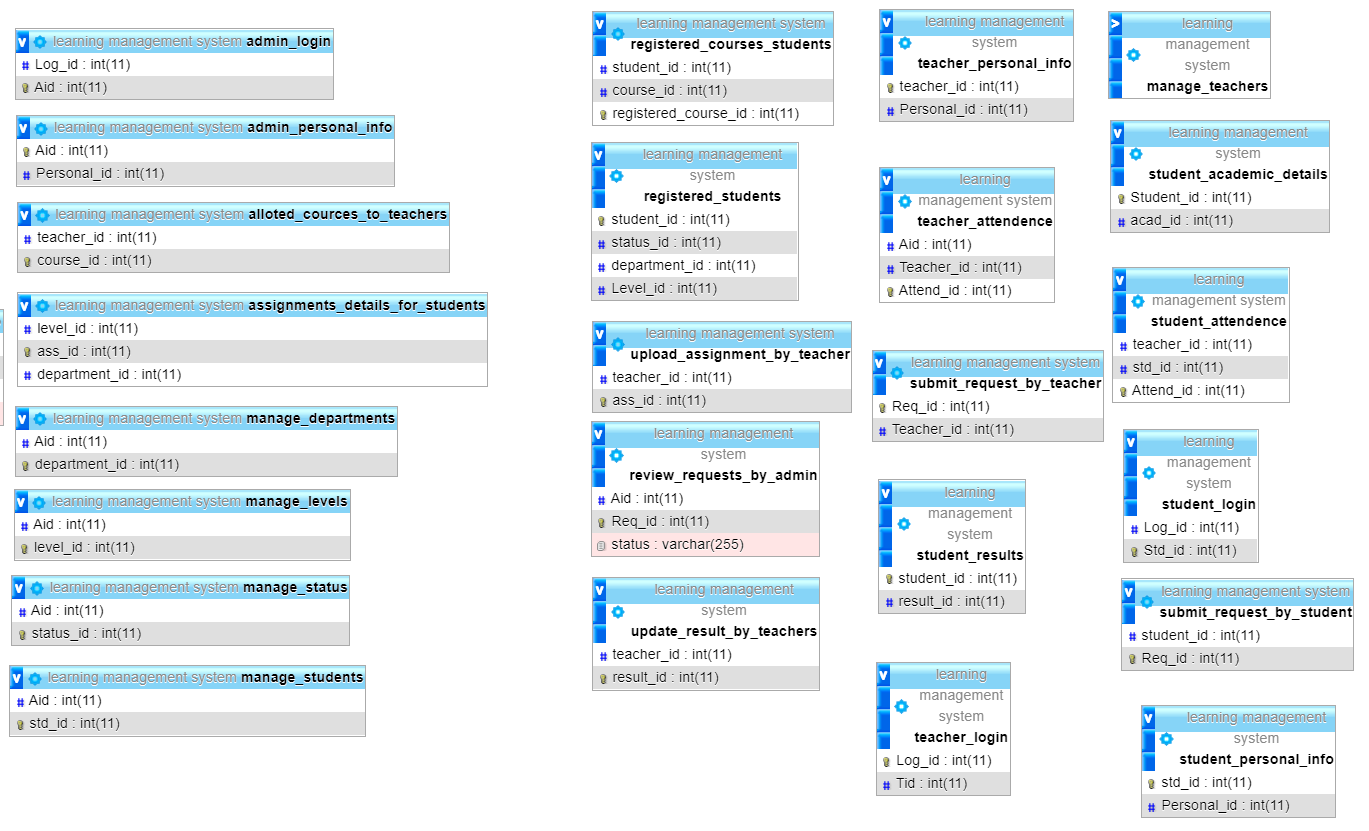 learning management system admin_login
Log_id : int(11)
Aid : int(11)
learning management system admin_personal_info
Aid : int(11)
Personal_id : int(11)
learning management system alloted_cources_to_teachers
teacher_id : int(11)
course_id : int(11)
learning management system assignments_details_for_students
level_id : int(11)
ass_id : int(11)
department_id : int(11)
learning management system manage_departments
Aid : int(11)
department_id : int(11)
learning management system manage_levels
Aid : int(11)
level_id : int(11)
learning management system manage_status
Aid : int(11)
status_id : int(11)
learning management system manage_students
Aid : int(11)
std_id : int(11)
learning management system
registered_courses_students
student_id : int(11)
course_id : int(11)
registered_course_id : int(11)
learning management
system
registered_students
student_id : int(11)
status_id : int(11)
department_id : int(11)
Level_id : int(11)
learning management system
upload_assignment_by_teacher
teacher_id : int(11)
ass_id : int(11)
learning management
system
review_requests_by_admin
Aid : int(11)
Req_id : int(11)
status : varchar(255)
learning management
system
update_result_by_teachers
teacher_id : int(11)
result_id : int(11)
learning management
system
teacher_personal_info
teacher_id : int(11)
Personal_id : int(11)
learning
management system
teacher_attendence
Aid : int(11)
Teacher_id : int(11)
Attend_id : int(11)
learning management system
submit_request_by_teacher
Req_id : int(11)
Teacher_id : int(11)
learning
management
system
student_results
student_id : int(11)
result_id : int(11)
learning
management
system
teacher_login
Log_id : int(11)
Tid : int(11)
learning
management
system
manage_teachers
learning management
system
student_academic_details
Student_id : int(11)
acad_id : int(11)
learning
management system
student_attendence
teacher_id : int(11)
std_id : int(11)
Attend_id : int(11)
learning
management
system
student_login
Log_id : int(11)
Std_id : int(11)
learning management system
submit_request_by_student
student_id : int(11)
Req_id : int(11)
learning management
system
student_personal_info
std_id : int(11)
Personal_id : int(11)